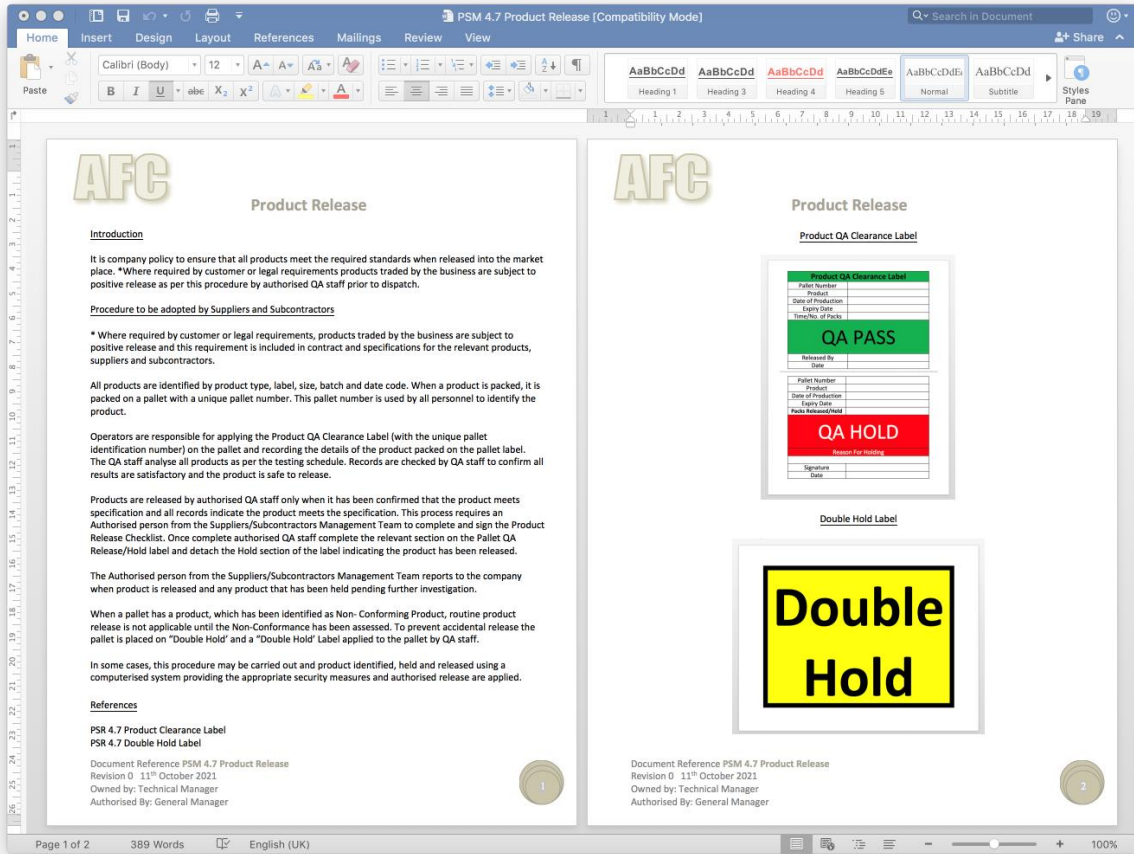 PSM 4.7 Product Release [Compatibility Mode]
Search in Document
Home Insert Design Layout References Mailings Review View
Share
Paste
Calibri (Body) 12
AaBbCcDd AaBbCcDd AaBbCcDd AaBbCcDdEe AaBbCcDdEe AaBbCcDd
Heading 1 Heading 3 Heading 4 Heading 5 Normal Subtitle
Styles Pane
AFC
Product Release
Introduction
It is company policy to ensure that all products meet the required standards when released into the market
place. *Where required by customer or legal requirements products traded by the business are subject to
positive release as per this procedure by authorised QA staff prior to dispatch.
Procedure to be adopted by Suppliers and Subcontractors
* Where required by customer or legal requirements, products traded by the business are subject to
positive release and this requirement is included in contract and specifications for the relevant products,
suppliers and subcontractors.
All products are identified by product type, label, size, batch and date code. When a product is packed, it is
packed on a pallet with a unique pallet number. This pallet number is used by all personnel to identify the
product.
Operators are responsible for applying the Product QA Clearance Label (with the unique pallet
identification number) on the pallet and recording the details of the product packed on the pallet label.
The QA staff analyse all products as per the testing schedule. Records are checked by QA staff to confirm all
results are satisfactory and the product is safe to release.
Products are released by authorised QA staff only when it has been confirmed that the product meets
specification and all records indicate the product meets the specification. This process requires an
Authorised person from the Suppliers/Subcontractors Management Team to complete and sign the Product
Release Checklist. Once complete authorised QA staff complete the relevant section on the Pallet QA
Release/Hold label and detach the Hold section of the label indicating the product has been released.
The Authorised person from the Suppliers/Subcontractors Management Team reports to the company
when product is released and any product that has been held pending further investigation.
When a pallet has a product, which has been identified as Non- Conforming Product, routine product
release is not applicable until the Non-Conformance has been assessed. To prevent accidental release the
pallet is placed on "Double Hold' and a "Double Hold' Label applied to the pallet by QA staff.
In some cases, this procedure may be carried out and product identified, held and released using a
computerised system providing the appropriate security measures and authorised release are applied.
References
PSR 4.7 Product Clearance Label
PSR 4.7 Double Hold Label
Document Reference PSM 4.7 Product Release
Revision 0 11th October 2021
Owned by: Technical Manager
Authorised By: General Manager
1
AFC
Product Release
Product QA Clearance Label
Product QA Clearance Label
Pallet Number
Product
Date of Production
Expiry Date
Time/No. of Packs
QA PASS
Released By
Date
Pallet Number
Product
Date of Production
Expiry Date
Packs Released/Held
QA HOLD
Reason For Holding
Signature
Date
Double Hold Label
Double
Hold
Document Reference PSM 4.7 Product Release
Revision 0 11th October 2021
Owned by: Technical Manager
Authorised By: General Manager
2
Page 1 of 2 389 Words English (UK) 100%